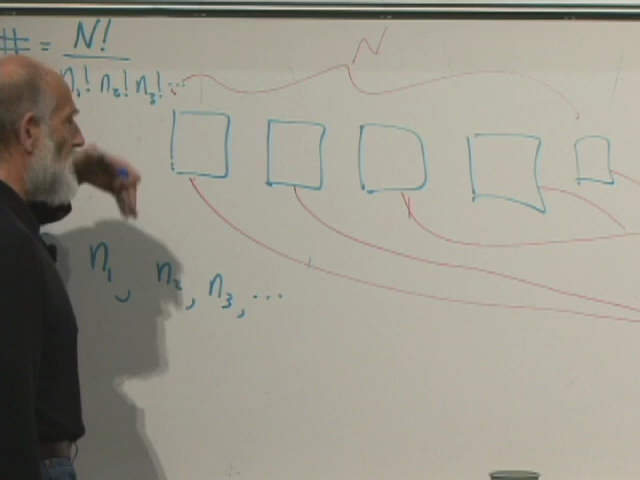 # = N! / n₁! n₂! n₃! ...
N
n₁, n₂, n₃, ...